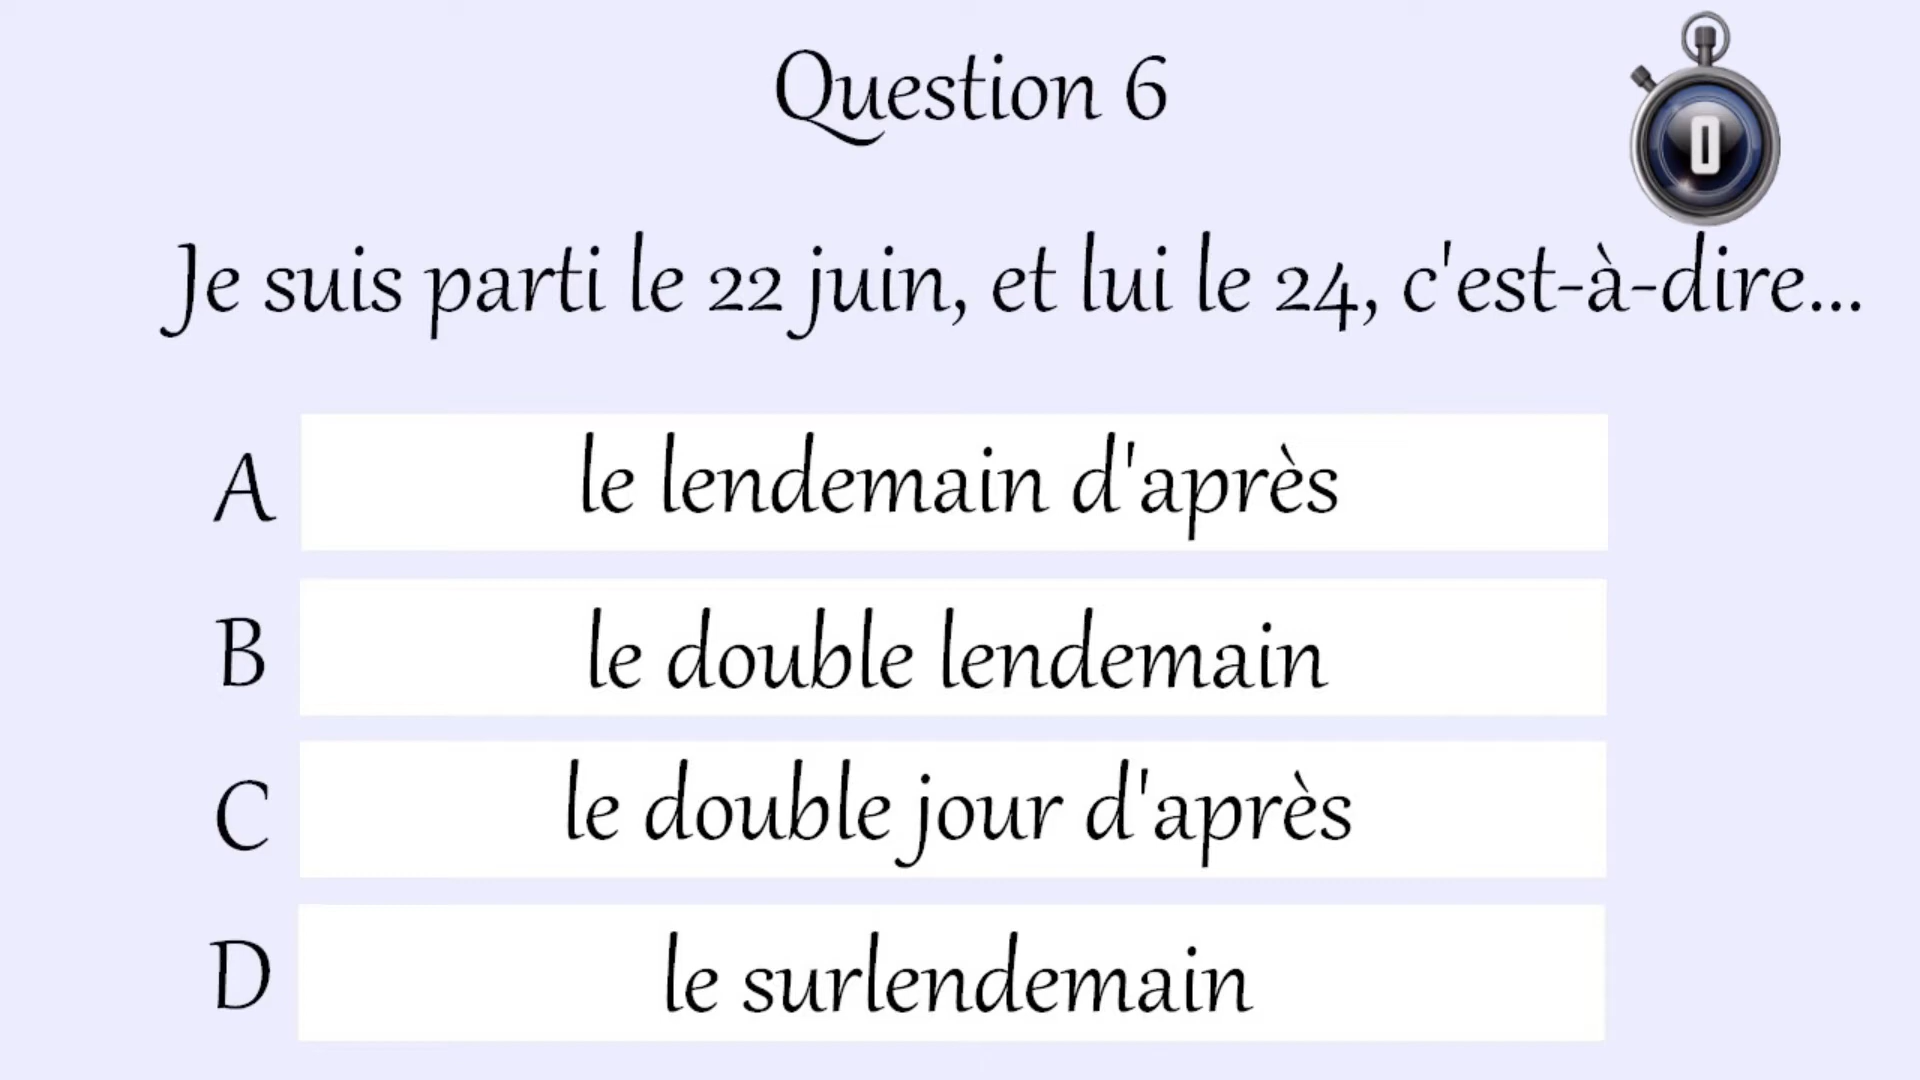 Question 6
0
Je suis parti le 22 juin, et lui le 24, c'est-à-dire...
A le lendemain d'après
B le double lendemain
C le double jour d'après
D le surlendemain